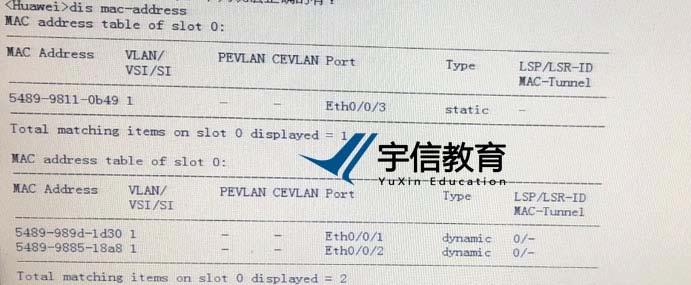 <Huawei>dis mac-address
MAC address table of slot 0:
MAC Address VLAN/ PEVLAN CEVLAN Port Type LSP/LSR-ID
VSI/SI MAC-Tunnel
5489-9811-0b49 1 - - Eth0/0/3 static -
Total matching items on slot 0 displayed = 1
宇信教育
YuXin Education
MAC address table of slot 0:
MAC Address VLAN/ PEVLAN CEVLAN Port Type LSP/LSR-ID
VSI/SI MAC-Tunnel
5489-989d-1d30 1 - - Eth0/0/1 dynamic 0/-
5489-9885-18a8 1 - - Eth0/0/2 dynamic 0/-
Total matching items on slot 0 displayed = 2